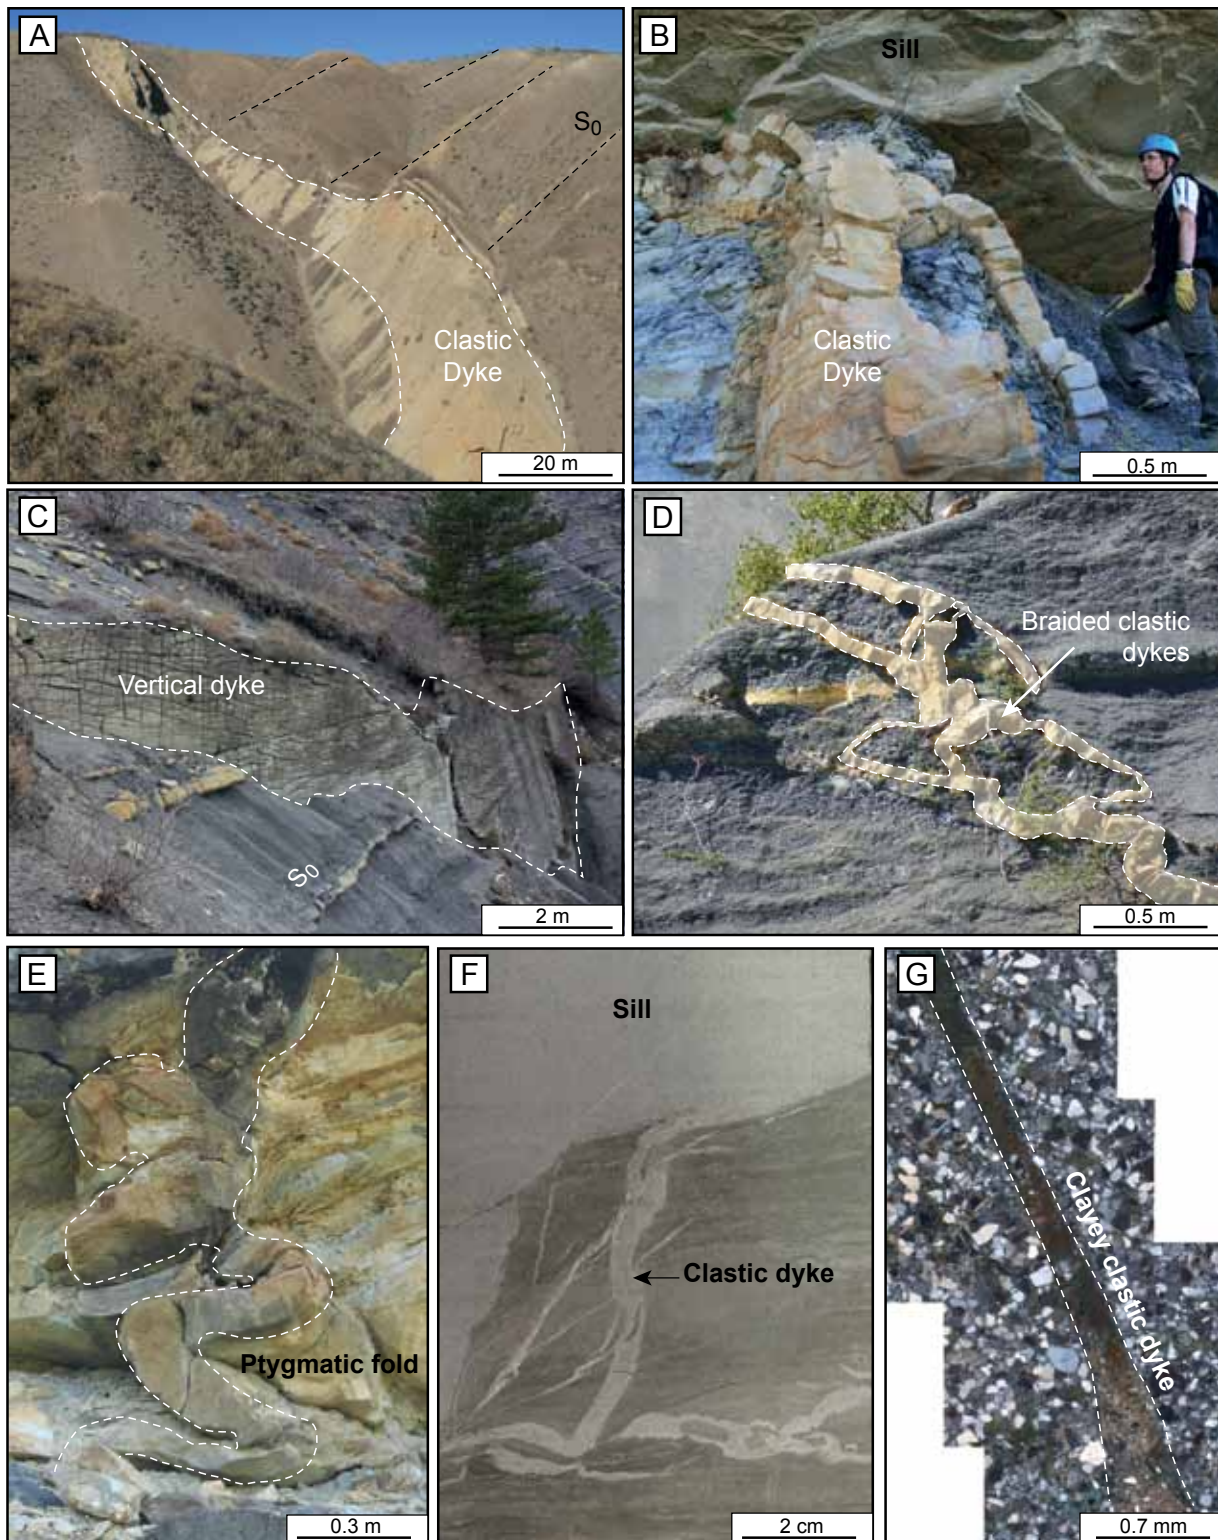 A
S0
Clastic
Dyke
20 m
B
Sill
Clastic
Dyke
0.5 m
C
Vertical dyke
S0
2 m
D
Braided clastic
dykes
0.5 m
E
Ptygmatic fold
0.3 m
F
Sill
Clastic dyke
2 cm
G
Clayey clastic dyke
0.7 mm